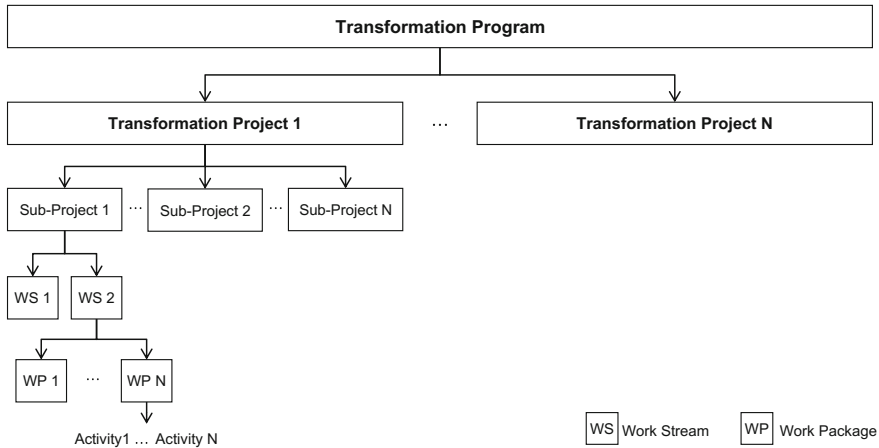 Transformation Program
Transformation Project 1 … Transformation Project N
Sub-Project 1 … Sub-Project 2 … Sub-Project N
WS 1 WS 2
WP 1 … WP N
Activity1 … Activity N
WS Work Stream WP Work Package